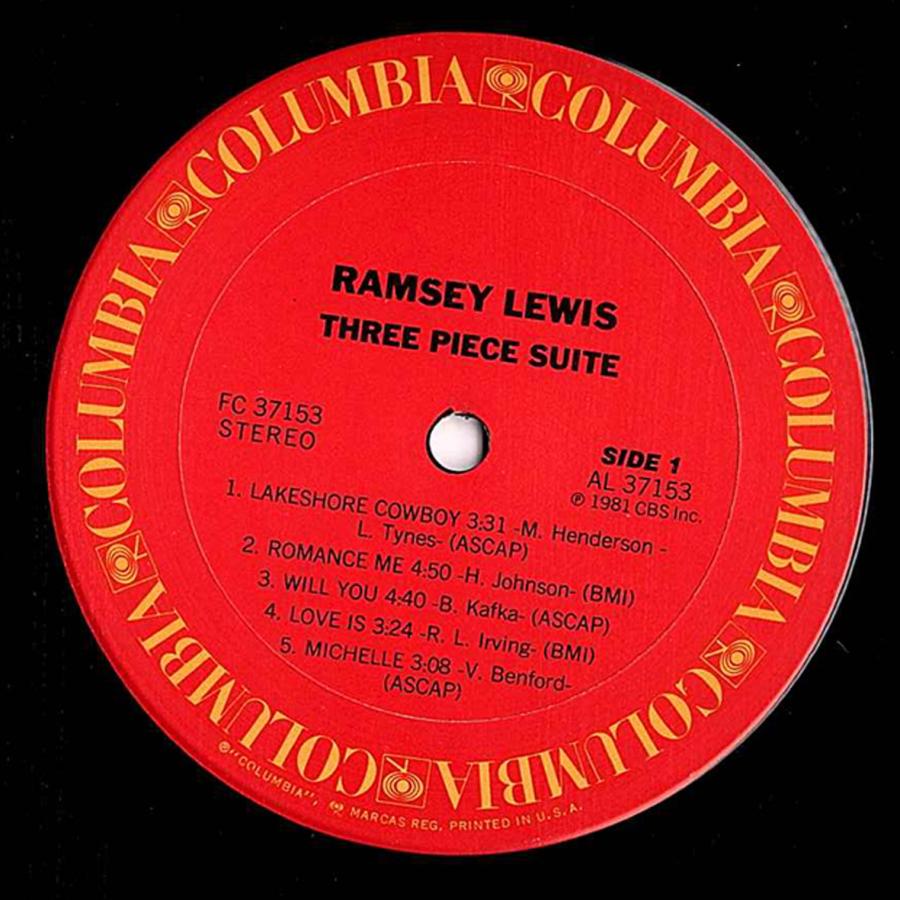 COLUMBIA COLUMBIA COLUMBIA COLUMBIA COLUMBIA COLUMBIA
RAMSEY LEWIS
THREE PIECE SUITE
FC 37153
STEREO
SIDE 1
AL 37153
℗ 1981 CBS Inc.
1. LAKESHORE COWBOY 3:31 -M. Henderson -
L. Tynes- (ASCAP)
2. ROMANCE ME 4:50 -H. Johnson- (BMI)
3. WILL YOU 4:40 -B. Kafka- (ASCAP)
4. LOVE IS 3:24 -R. L. Irving- (BMI)
5. MICHELLE 3:08 -V. Benford-
(ASCAP)
®"COLUMBIA", MARCAS REG. PRINTED IN U.S.A.